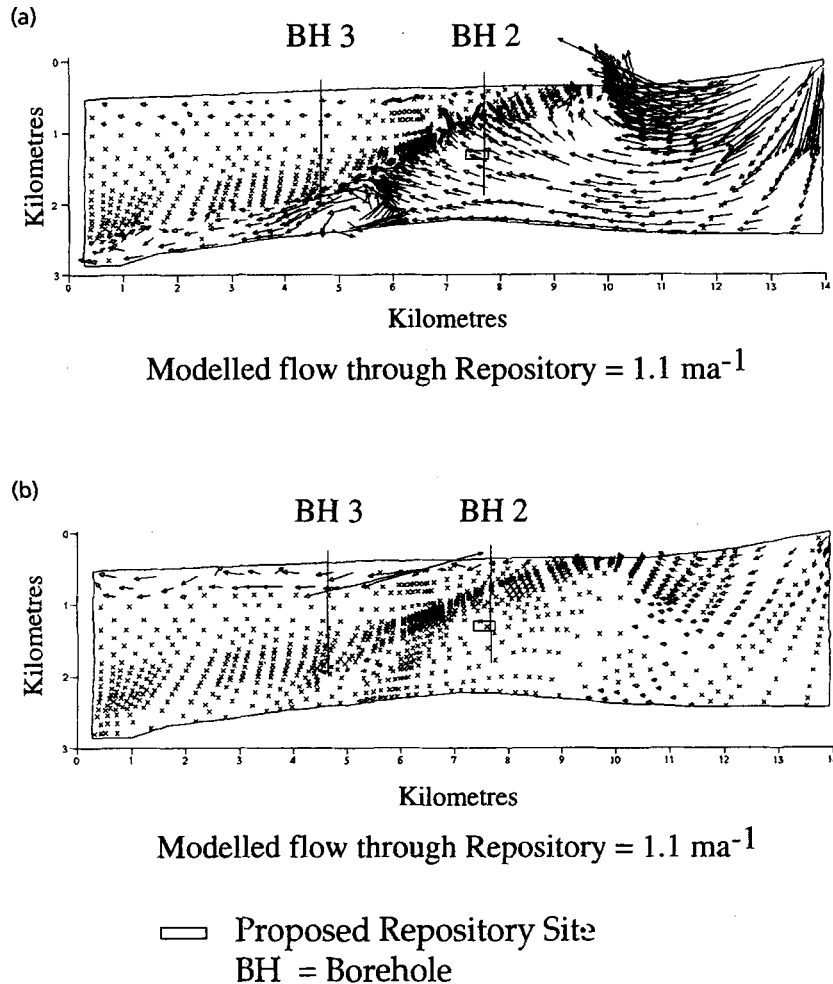 (a)
BH 3 BH 2
0
1
2
3
Kilometres
0 1 2 3 4 5 6 7 8 9 10 11 12 13 14
Kilometres
Modelled flow through Repository = 1.1 ma-1
(b)
BH 3 BH 2
0
1
2
3
Kilometres
0 1 2 3 4 5 6 7 8 9 10 11 12 13 14
Kilometres
Modelled flow through Repository = 1.1 ma-1
Proposed Repository Site
BH = Borehole